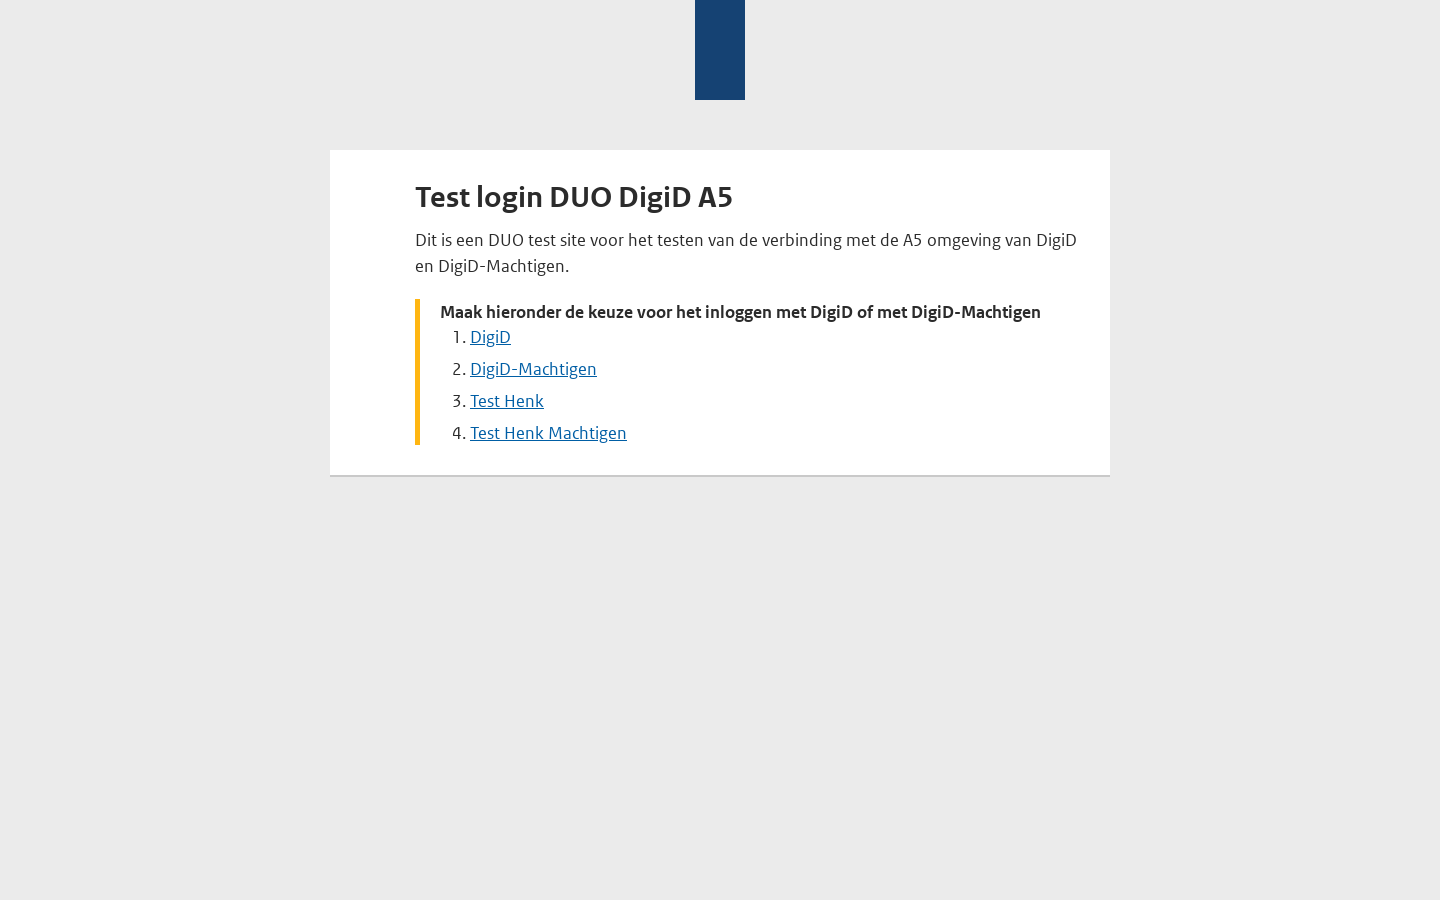 Test login DUO DigiD A5
Dit is een DUO test site voor het testen van de verbinding met de A5 omgeving van DigiD
en DigiD-Machtigen.
Maak hieronder de keuze voor het inloggen met DigiD of met DigiD-Machtigen
1. DigiD
2. DigiD-Machtigen
3. Test Henk
4. Test Henk Machtigen